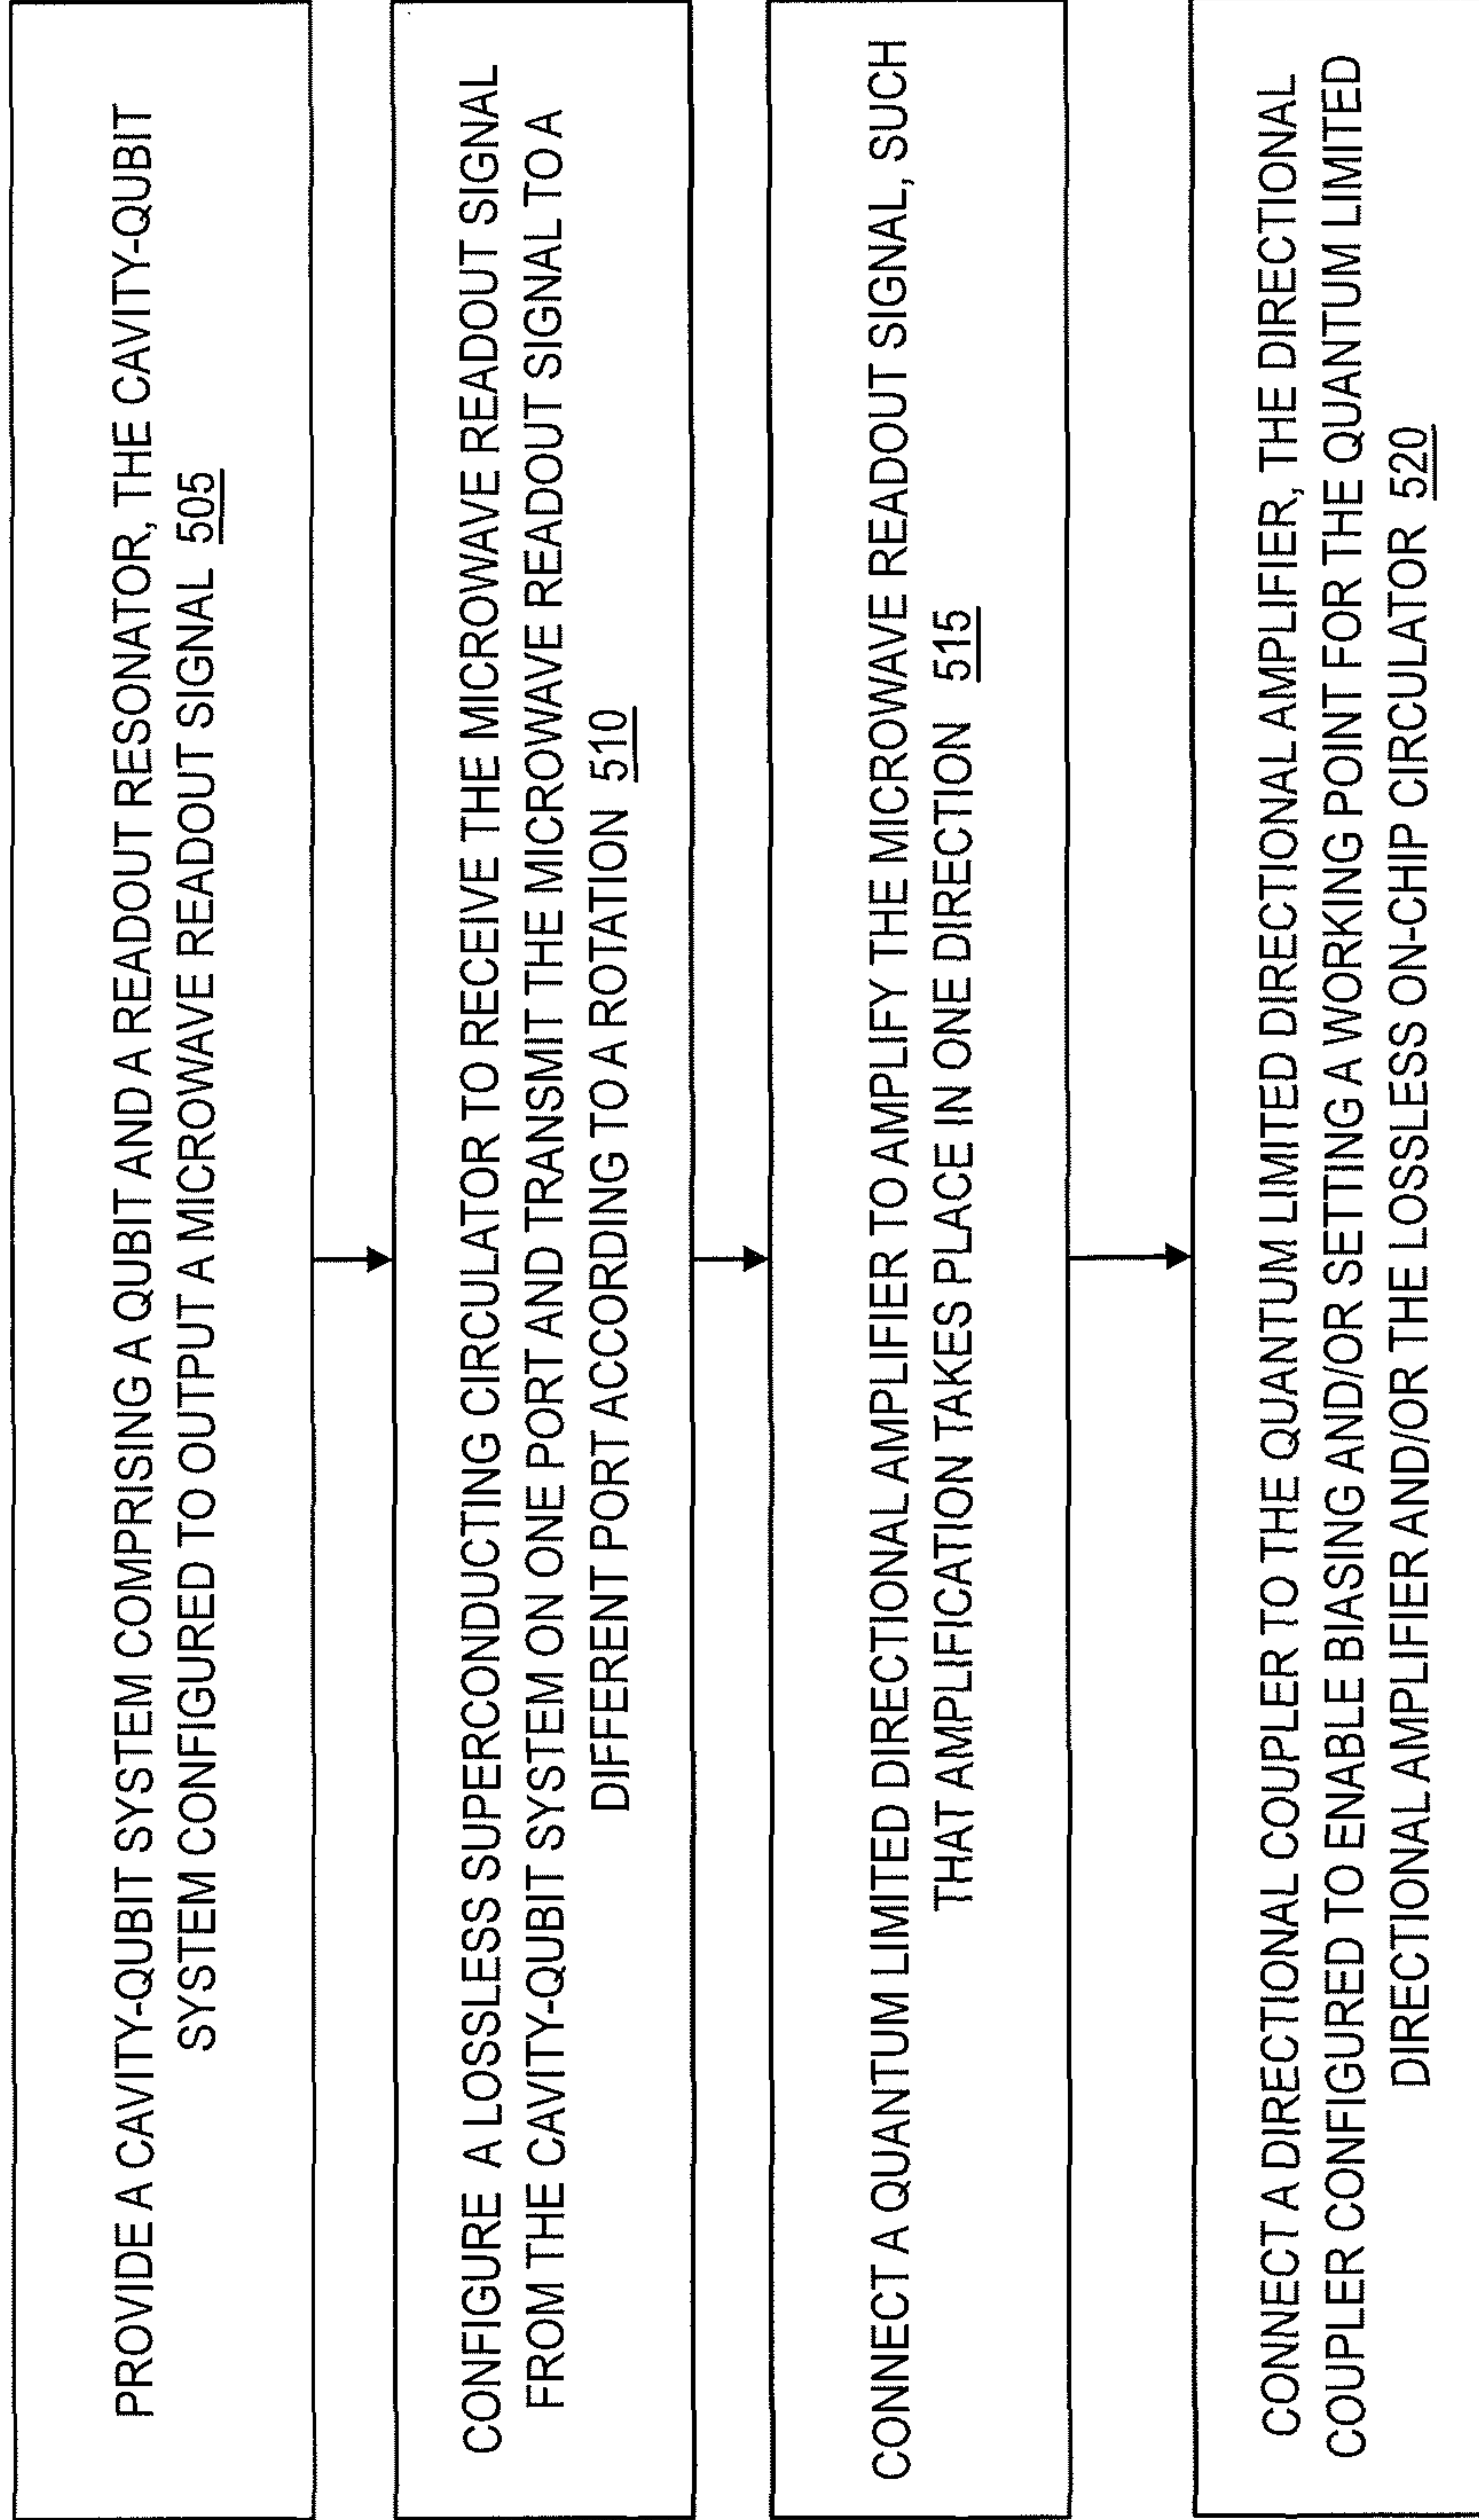 PROVIDE A CAVITY-QUBIT SYSTEM COMPRISING A QUBIT AND A READOUT RESONATOR, THE CAVITY-QUBIT
SYSTEM CONFIGURED TO OUTPUT A MICROWAVE READOUT SIGNAL 505
CONFIGURE A LOSSLESS SUPERCONDUCTING CIRCULATOR TO RECEIVE THE MICROWAVE READOUT SIGNAL
FROM THE CAVITY-QUBIT SYSTEM ON ONE PORT AND TRANSMIT THE MICROWAVE READOUT SIGNAL TO A
DIFFERENT PORT ACCORDING TO A ROTATION 510
CONNECT A QUANTUM LIMITED DIRECTIONAL AMPLIFIER TO AMPLIFY THE MICROWAVE READOUT SIGNAL, SUCH
THAT AMPLIFICATION TAKES PLACE IN ONE DIRECTION 515
CONNECT A DIRECTIONAL COUPLER TO THE QUANTUM LIMITED DIRECTIONAL AMPLIFIER, THE DIRECTIONAL
COUPLER CONFIGURED TO ENABLE BIASING AND/OR SETTING A WORKING POINT FOR THE QUANTUM LIMITED
DIRECTIONAL AMPLIFIER AND/OR THE LOSSLESS ON-CHIP CIRCULATOR 520